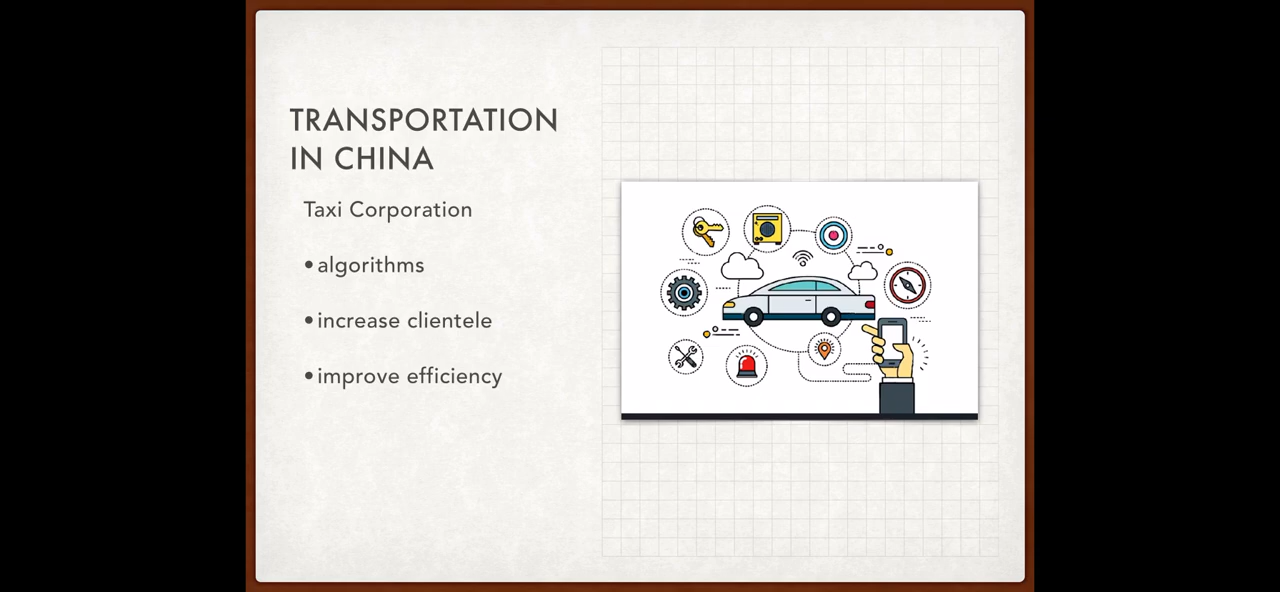 TRANSPORTATION
IN CHINA
Taxi Corporation
•algorithms
•increase clientele
•improve efficiency